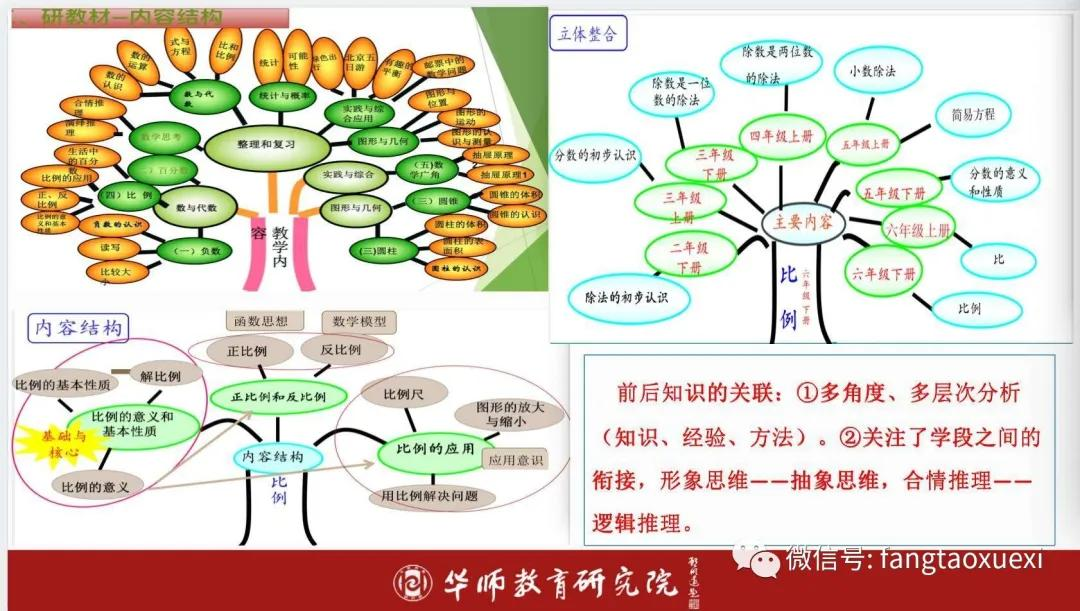 、研教材—内容结构
式与
方程
比和
比例
数的
运算
数的
认识
统计
可能
性
绿色出
行
北京五
日游
有趣的
平衡
邮票中的
数学问题
合情推
理
演绎推
理
数与代
数
统计与概率
实践与综
合应用
图形与
位置
图形的
运动
图形的认
识与测量
数学思考
整理和复习
图形与几何
生活中
的百分
数
(二)百分数
实践与综合
(五)数
学广角
抽屉原理
抽屉原理1
比例的应用
正、反
比例
比例的意
义和基本
性质
(四)比 例
数与代数
图形与几何
(三)圆锥
圆锥的体积
圆锥的认识
负数的认识
读写
比较大
小
(一)负数
(三)圆柱
圆柱的体积
圆柱的表
面积
圆柱的认识
教学内
容
立体整合
除数是两位数
的除法
除数是一位
数的除法
小数除法
简易方程
分数的初步认识
分数的意义
和性质
四年级上册
三年级
下册
五年级上册
三年级
上册
五年级下册
主要内容
六年级上册
二年级
下册
六年级下册
除法的初步认识
比
比例
比例
六年级下册
内容结构
函数思想
数学模型
正比例
反比例
比例的基本性质
解比例
正比例和反比例
比例尺
图形的放大
与缩小
比例的意义和
基本性质
基础与
核心
比例的应用
应用意识
内容结构
比例的意义
用比例解决问题
比例
前后知识的关联：①多角度、多层次分析
（知识、经验、方法）。②关注了学段之间的
衔接，形象思维——抽象思维，合情推理——
逻辑推理。
华师教育研究院
微信号: fangtaoxuexi